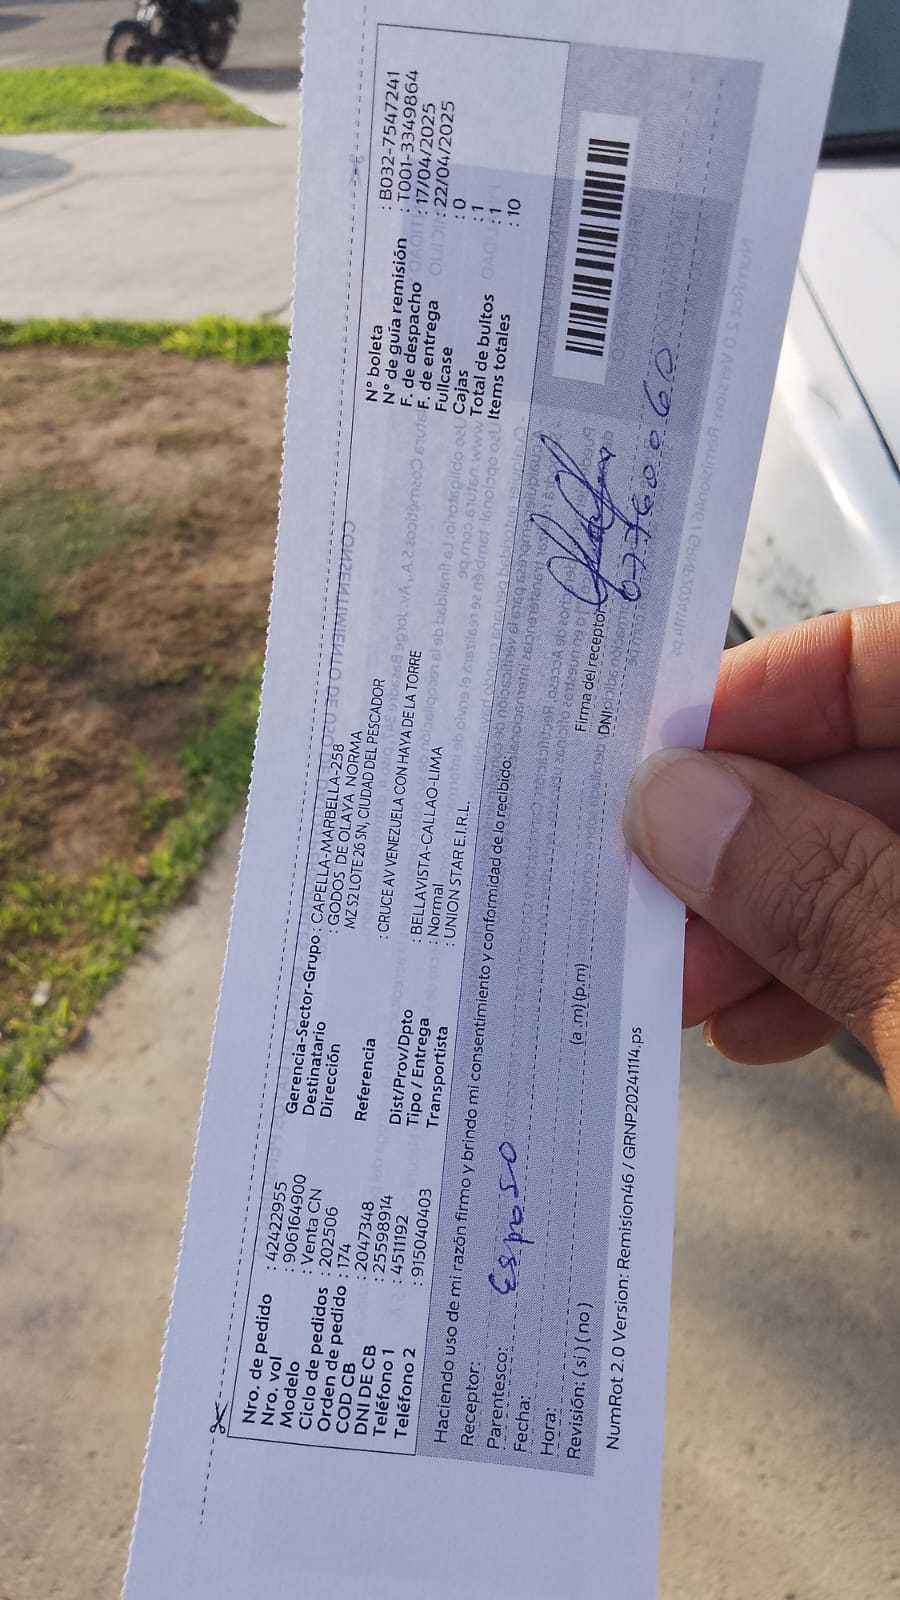 Nro. de pedido : 42422955
Nro. vol : 906164900
Modelo : Venta CN
Ciclo de pedidos : 202506
Orden de pedido : 174
COD CB : 2047348
DNI DE CB : 25598914
Teléfono 1 : 4511192
Teléfono 2 : 915040403
Gerencia-Sector-Grupo : CAPELLA-MARBELLA-258
Destinatario : GODOS DE OLAYA NORMA
Dirección MZ S2 LOTE 26 SN, CIUDAD DEL PESCADOR
Referencia : CRUCE AV VENEZUELA CON HAYA DE LA TORRE
Dist/Prov/Dpto : BELLAVISTA-CALLAO-LIMA
Tipo / Entrega : Normal
Transportista : UNION STAR E.I.R.L.
N° boleta : B032-7547241
N° de guía remisión : T001-3349864
F. de despacho : 17/04/2025
F. de entrega : 22/04/2025
Fullcase : 0
Cajas : 1
Total de bultos : 1
Items totales : 10
Haciendo uso de mi razón firmo y brindo mi consentimiento y conformidad de lo recibido:
Receptor:
Parentesco: Esposo
Fecha:
Hora: (a .m) (p.m)
Revisión: ( si ) ( no )
Firma del receptor:
DNI
NumRot 2.0 Version: Remision46 / GRNP20241114.ps